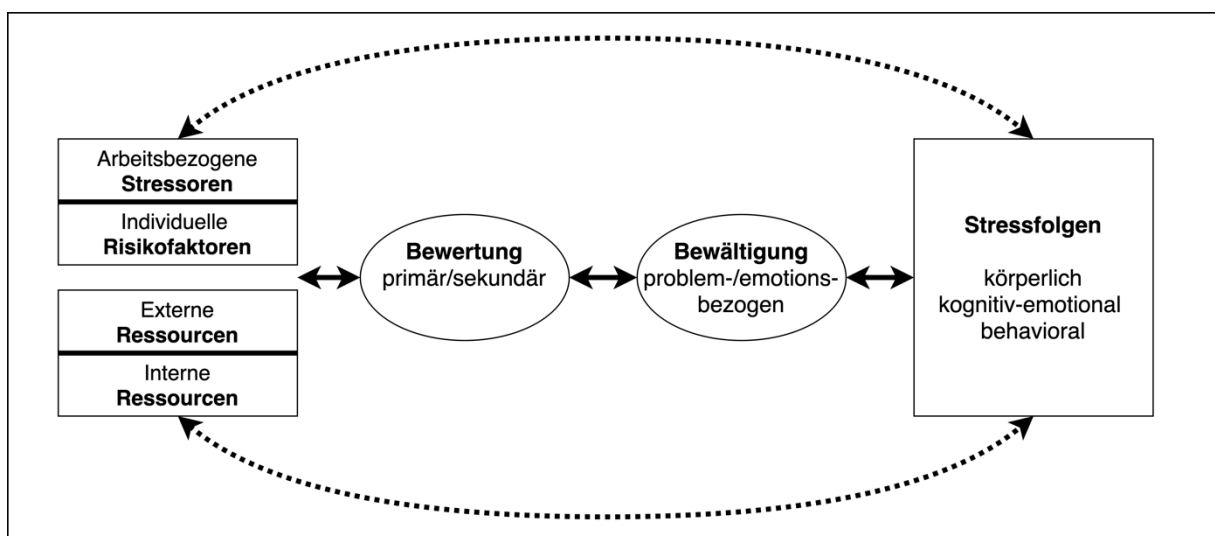 Arbeitsbezogene
Stressoren
Individuelle
Risikofaktoren
Externe
Ressourcen
Interne
Ressourcen
Bewertung
primär/sekundär
Bewältigung
problem-/emotions-
bezogen
Stressfolgen
körperlich
kognitiv-emotional
behavioral